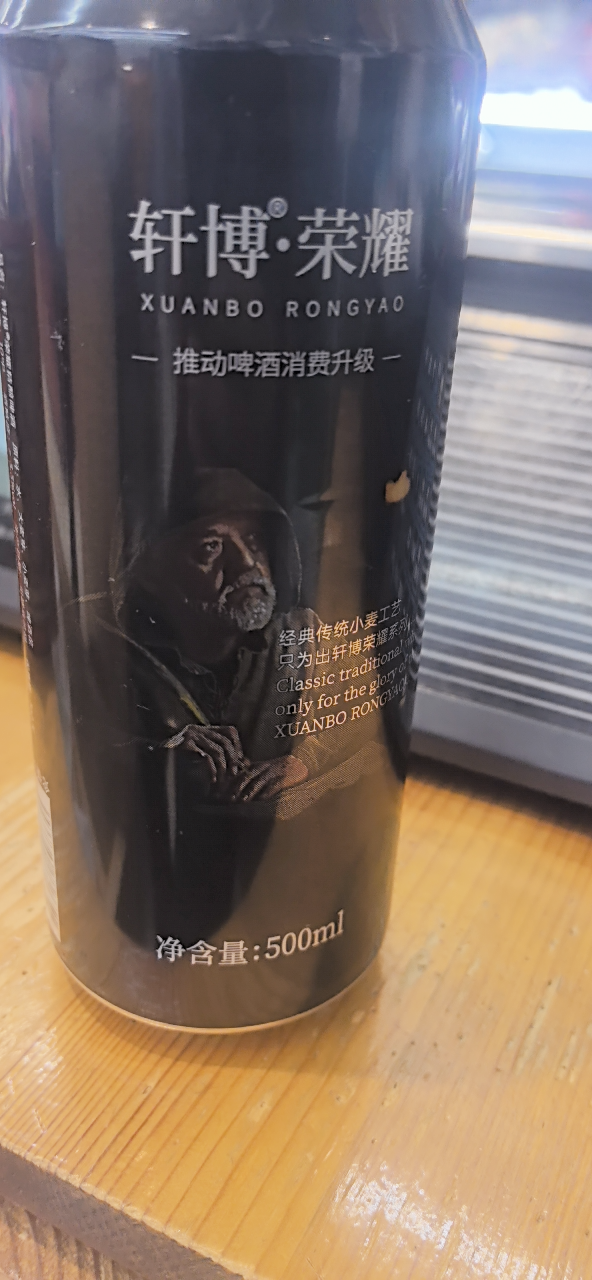 轩博®·荣耀
XUANBO RONGYAO
— 推动啤酒消费升级 —
经典传统小麦工艺
只为出轩博荣耀系列
Classic traditional
only for the glory of
XUANBO RONGYAO
净含量:500ml